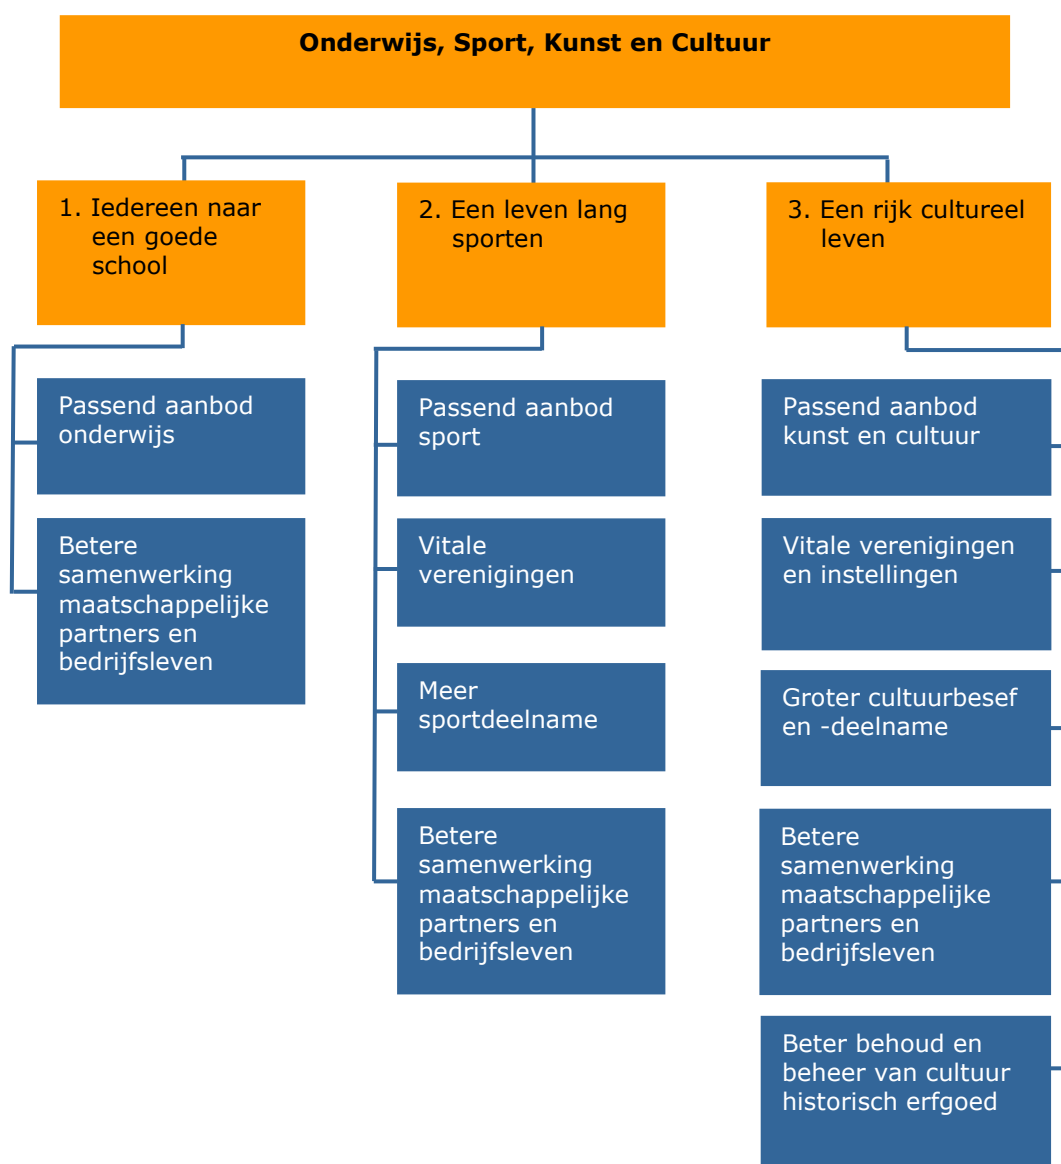 Onderwijs, Sport, Kunst en Cultuur
1. Iedereen naar
een goede
school
Passend aanbod
onderwijs
Betere
samenwerking
maatschappelijke
partners en
bedrijfsleven
2. Een leven lang
sporten
Passend aanbod
sport
Vitale
verenigingen
Meer
sportdeelname
Betere
samenwerking
maatschappelijke
partners en
bedrijfsleven
3. Een rijk cultureel
leven
Passend aanbod
kunst en cultuur
Vitale verenigingen
en instellingen
Groter cultuurbesef
en -deelname
Betere
samenwerking
maatschappelijke
partners en
bedrijfsleven
Beter behoud en
beheer van cultuur
historisch erfgoed